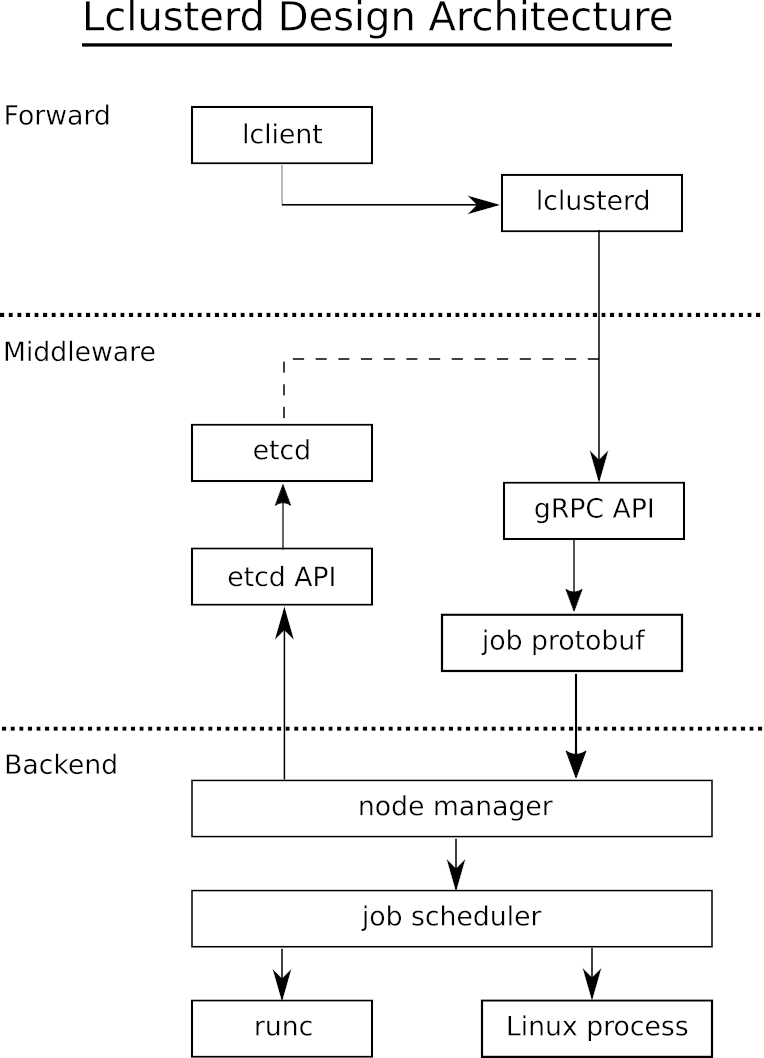 Lclusterd Design Architecture
Forward
lclient
lclusterd
Middleware
etcd
gRPC API
etcd API
job protobuf
Backend
node manager
job scheduler
runc
Linux process